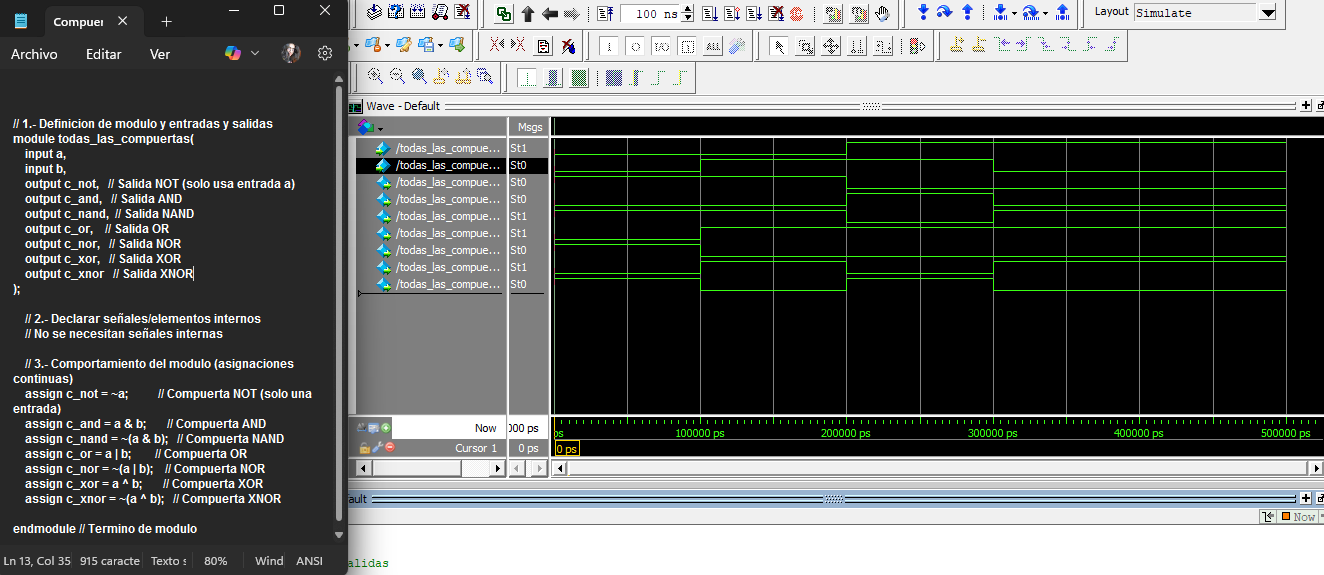 Compuer
Archivo Editar Ver
// 1.- Definicion de modulo y entradas y salidas
module todas_las_compuertas(
input a,
input b,
output c_not, // Salida NOT (solo usa entrada a)
output c_and, // Salida AND
output c_nand, // Salida NAND
output c_or, // Salida OR
output c_nor, // Salida NOR
output c_xor, // Salida XOR
output c_xnor // Salida XNOR
);
// 2.- Declarar señales/elementos internos
// No se necesitan señales internas
// 3.- Comportamiento del modulo (asignaciones
continuas)
assign c_not = ~a; // Compuerta NOT (solo una
entrada)
assign c_and = a & b; // Compuerta AND
assign c_nand = ~(a & b); // Compuerta NAND
assign c_or = a | b; // Compuerta OR
assign c_nor = ~(a | b); // Compuerta NOR
assign c_xor = a ^ b; // Compuerta XOR
assign c_xnor = ~(a ^ b); // Compuerta XNOR
endmodule // Termino de modulo
Ln 13, Col 35 915 caracte Texto s 80% Wind ANSI
100 ns
Layout Simulate
ALL
Wave - Default
Msgs
/todas_las_compue... St1
/todas_las_compue... St0
/todas_las_compue... St0
/todas_las_compue... St0
/todas_las_compue... St1
/todas_las_compue... St1
/todas_las_compue... St0
/todas_las_compue... St1
/todas_las_compue... St0
Now 000 ps
ps 100000 ps 200000 ps 300000 ps 400000 ps 500000 ps
Cursor 1 0 ps
0 ps
ault
Now
alidas